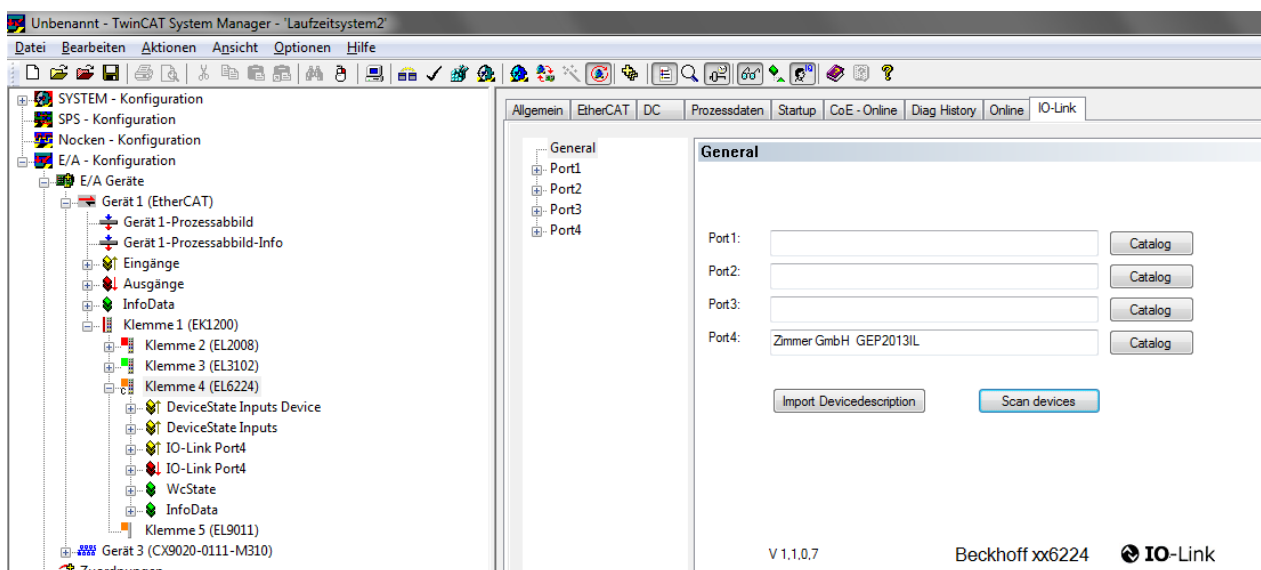 Unbenannt - TwinCAT System Manager - 'Laufzeitsystem2'
Datei Bearbeiten Aktionen Ansicht Optionen Hilfe
SYSTEM - Konfiguration
SPS - Konfiguration
Nocken - Konfiguration
E/A - Konfiguration
E/A Geräte
Gerät 1 (EtherCAT)
Gerät 1-Prozessabbild
Gerät 1-Prozessabbild-Info
Eingänge
Ausgänge
InfoData
Klemme 1 (EK1200)
Klemme 2 (EL2008)
Klemme 3 (EL3102)
Klemme 4 (EL6224)
DeviceState Inputs Device
DeviceState Inputs
IO-Link Port4
IO-Link Port4
WcState
InfoData
Klemme 5 (EL9011)
Gerät 3 (CX9020-0111-M310)
Zuordnungen
Allgemein EtherCAT DC Prozessdaten Startup CoE - Online Diag History Online IO-Link
General
Port1
Port2
Port3
Port4
General
Port1: Catalog
Port2: Catalog
Port3: Catalog
Port4: Zimmer GmbH GEP2013IL Catalog
Import Devicedescription Scan devices
V 1.1.0.7 Beckhoff xx6224 IO-Link